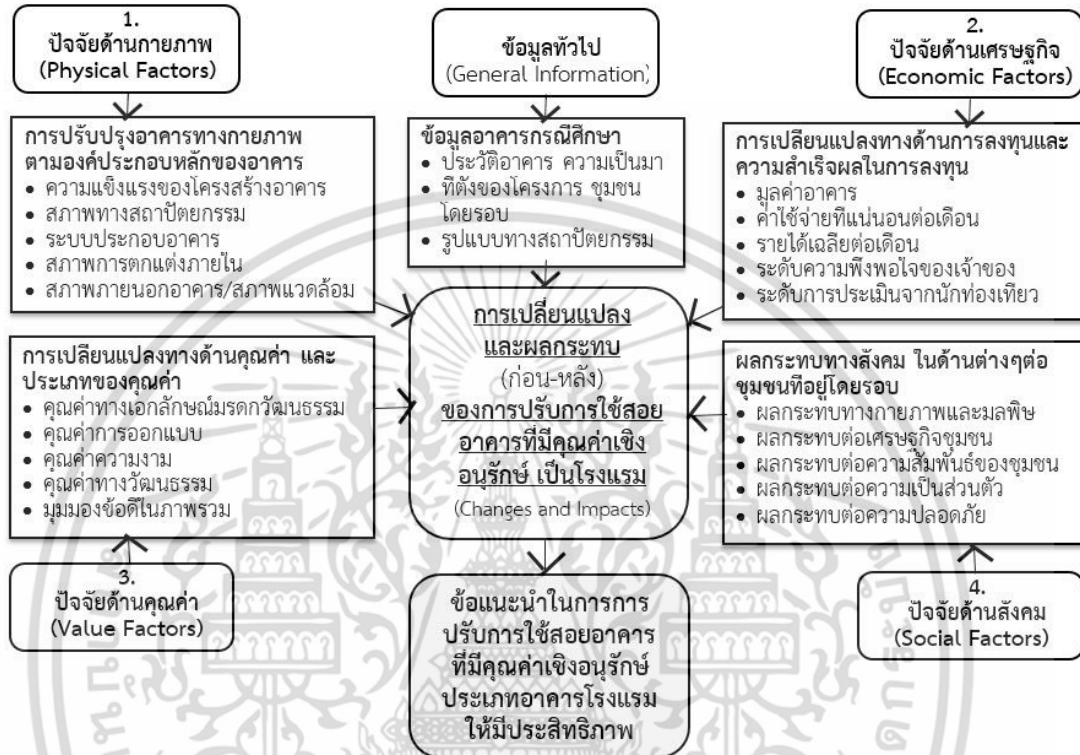 1.
ปัจจัยด้านกายภาพ
(Physical Factors)
ข้อมูลทั่วไป
(General Information)
2.
ปัจจัยด้านเศรษฐกิจ
(Economic Factors)
การปรับปรุงอาคารทางกายภาพ
ตามองค์ประกอบหลักของอาคาร
• ความแข็งแรงของโครงสร้างอาคาร
• สภาพทางสถาปัตยกรรม
• ระบบประกอบอาคาร
• สภาพการตกแต่งภายใน
• สภาพภายนอกอาคาร/สภาพแวดล้อม
ข้อมูลอาคารกรณีศึกษา
• ประวัติอาคาร ความเป็นมา
• ที่ตั้งของโครงการ ชุมชน
โดยรอบ
• รูปแบบทางสถาปัตยกรรม
การเปลี่ยนแปลงทางด้านการลงทุนและ
ความสำเร็จผลในการลงทุน
• มูลค่าอาคาร
• ค่าใช้จ่ายที่แน่นอนต่อเดือน
• รายได้เฉลี่ยต่อเดือน
• ระดับความพึงพอใจของเจ้าของ
• ระดับการประเมินจากนักท่องเที่ยว
การเปลี่ยนแปลงทางด้านคุณค่า และ
ประเภทของคุณค่า
• คุณค่าทางเอกลักษณ์มรดกวัฒนธรรม
• คุณค่าการออกแบบ
• คุณค่าความงาม
• คุณค่าทางวัฒนธรรม
• มุมมองข้อดีในภาพรวม
การเปลี่ยนแปลง
และผลกระทบ
(ก่อน-หลัง)
ของการปรับการใช้สอย
อาคารที่มีคุณค่าเชิง
อนุรักษ์ เป็นโรงแรม
(Changes and Impacts)
ผลกระทบทางสังคม ในด้านต่างๆต่อ
ชุมชนที่อยู่โดยรอบ
• ผลกระทบทางกายภาพและมลพิษ
• ผลกระทบต่อเศรษฐกิจชุมชน
• ผลกระทบต่อความสัมพันธ์ของชุมชน
• ผลกระทบต่อความเป็นส่วนตัว
• ผลกระทบต่อความปลอดภัย
3.
ปัจจัยด้านคุณค่า
(Value Factors)
ข้อแนะนำในการการ
ปรับการใช้สอยอาคาร
ที่มีคุณค่าเชิงอนุรักษ์
ประเภทอาคารโรงแรม
ให้มีประสิทธิภาพ
4.
ปัจจัยด้านสังคม
(Social Factors)